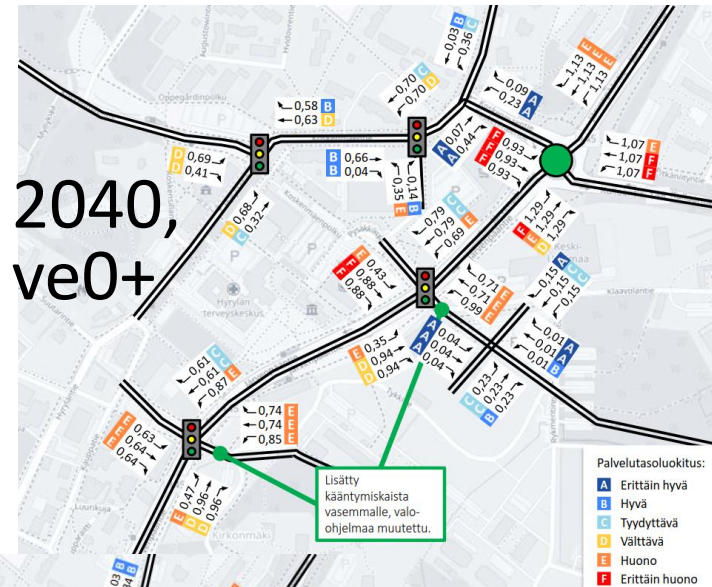 2040,
ve0+
0,58 B
0,63 D
0,03 B
0,36 C
0,70 C
0,70 D
0,09 A
0,23 A
1,13 E
1,13 E
1,13 E
1,07 E
1,07 F
1,07 F
D 0,69
D 0,41
B 0,66
B 0,04
A 0,07
A 0,44
F 0,93
F 0,93
F 0,93
0,35 E
0,14 B
D 0,68
C 0,32
0,79 C
0,79 C
0,69 E
F 1,29
E 1,29
D 1,29
E 0,43
F 0,88
F 0,88
0,71 E
0,71 E
0,99 E
0,15 A
0,15 C
0,15 C
0,01 A
0,01 A
0,01 B
A 0,04
A 0,04
A 0,04
E 0,35
D 0,94
D 0,94
C 0,23
C 0,23
B 0,23
0,61 C
0,61 C
0,87 E
0,74 E
0,74 E
0,85 E
E 0,63
E 0,64
E 0,64
E 0,47
D 0,96
D 0,96
Oppegårdinpolku
Hyrylän
terveyskeskus
Klaavolantie
Kirkonmäki
Lisätty
kääntymiskaista
vasemmalle, valo-
ohjelmaa muutettu.
Palvelutasoluokitus:
A Erittäin hyvä
B Hyvä
C Tyydyttävä
D Välttävä
E Huono
F Erittäin huono